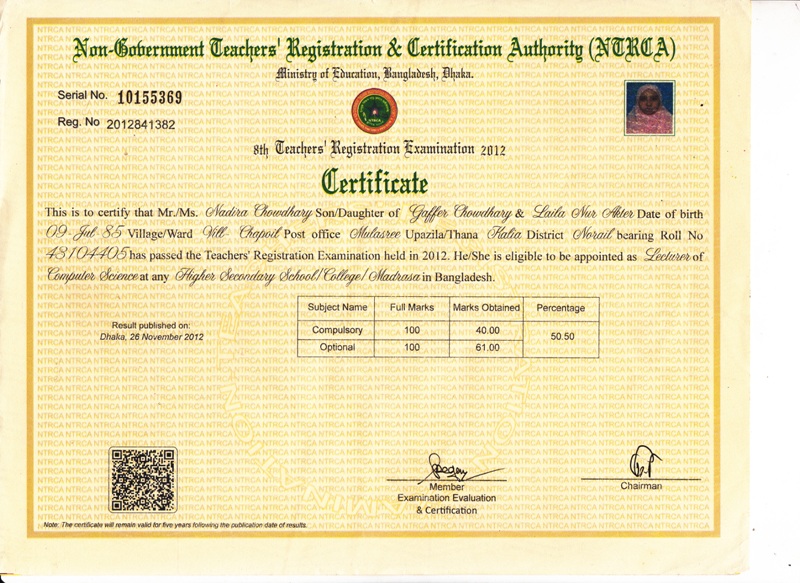 Non-Government Teachers' Registration & Certification Authority (NTRCA)
Ministry of Education, Bangladesh, Dhaka.
Serial No. 10155369
Reg. No 2012841382
8th Teachers' Registration Examination 2012
Certificate
This is to certify that Mr./Ms. Nadira Chowdhary Son/Daughter of Gaffer Chowdhary & Laila Nur Akter Date of birth
09-Jul-85 Village/Ward Vill- Chapoil Post office Mulasree Upazila/Thana Kalia District Norail bearing Roll No
43104405 has passed the Teachers' Registration Examination held in 2012. He/She is eligible to be appointed as Lecturer of
Computer Science at any Higher Secondary School/College/Madrasa in Bangladesh.
Subject Name Full Marks Marks Obtained Percentage
Compulsory 100 40.00 50.50
Optional 100 61.00
Result published on:
Dhaka, 26 November 2012
Member
Examination Evaluation
& Certification
Chairman
Note: The certificate will remain valid for five years following the publication date of results.